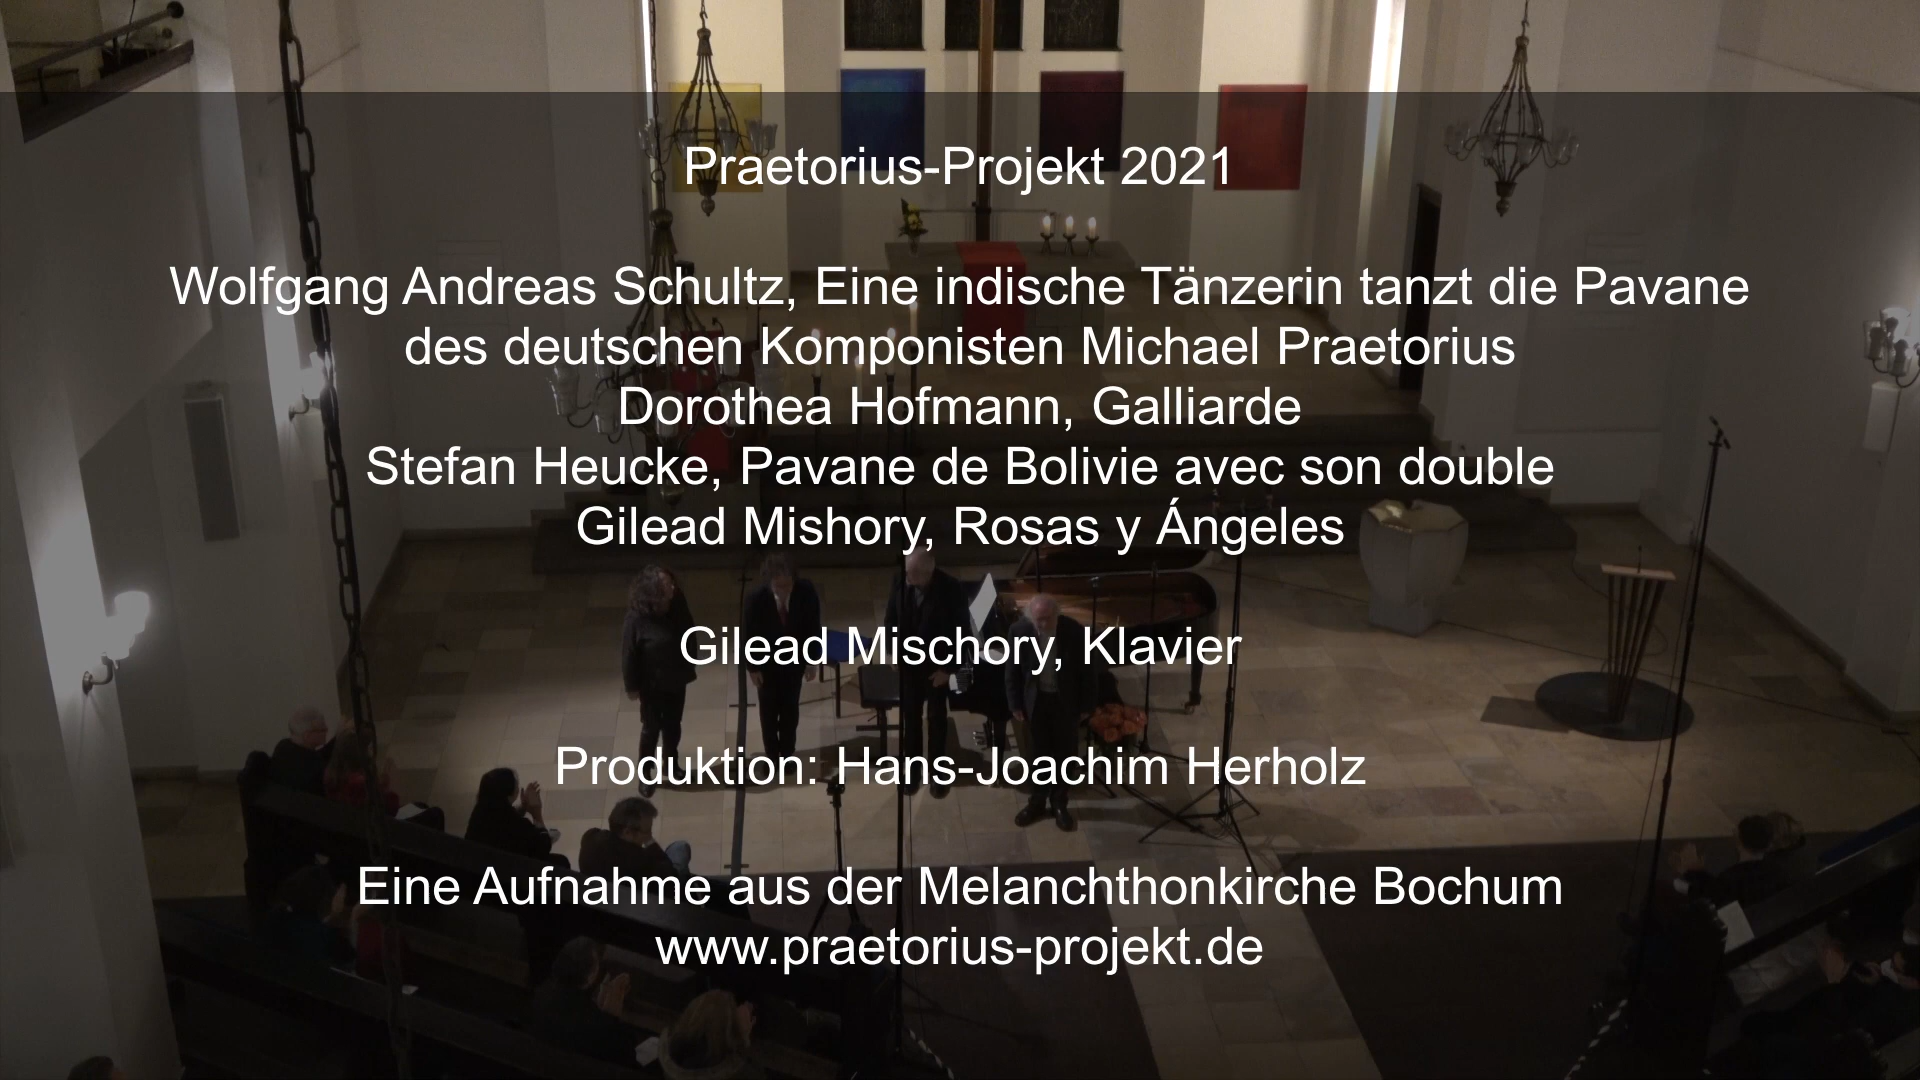 Praetorius-Projekt 2021
Wolfgang Andreas Schultz, Eine indische Tänzerin tanzt die Pavane
des deutschen Komponisten Michael Praetorius
Dorothea Hofmann, Galliarde
Stefan Heucke, Pavane de Bolivie avec son double
Gilead Mishory, Rosas y Ángeles
Gilead Mischory, Klavier
Produktion: Hans-Joachim Herholz
Eine Aufnahme aus der Melanchthonkirche Bochum
www.praetorius-projekt.de